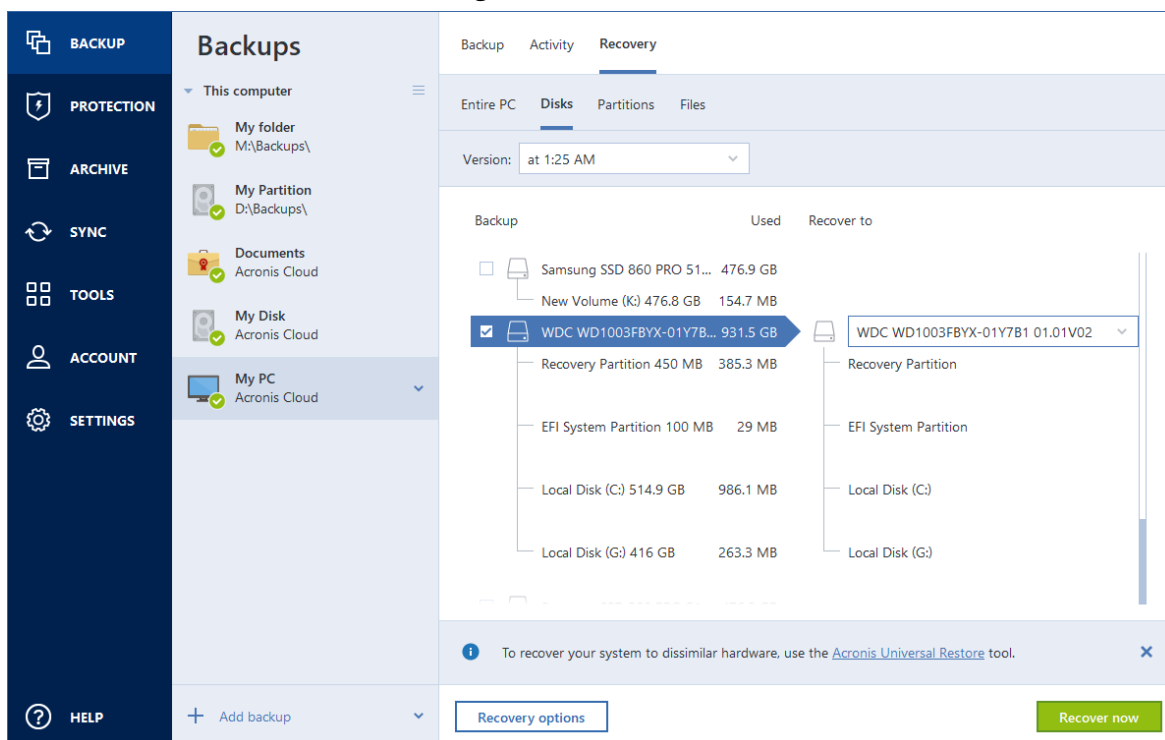 BACKUP
PROTECTION
ARCHIVE
SYNC
TOOLS
ACCOUNT
SETTINGS
HELP
Backups
This computer
My folder
M:\Backups\
My Partition
D:\Backups\
Documents
Acronis Cloud
My Disk
Acronis Cloud
My PC
Acronis Cloud
Add backup
Backup Activity Recovery
Entire PC Disks Partitions Files
Version: at 1:25 AM
Backup Used Recover to
Samsung SSD 860 PRO 51... 476.9 GB
New Volume (K:) 476.8 GB 154.7 MB
WDC WD1003FBYX-01Y7B... 931.5 GB WDC WD1003FBYX-01Y7B1 01.01V02
Recovery Partition 450 MB 385.3 MB Recovery Partition
EFI System Partition 100 MB 29 MB EFI System Partition
Local Disk (C:) 514.9 GB 986.1 MB Local Disk (C:)
Local Disk (G:) 416 GB 263.3 MB Local Disk (G:)
To recover your system to dissimilar hardware, use the Acronis Universal Restore tool.
Recovery options Recover now